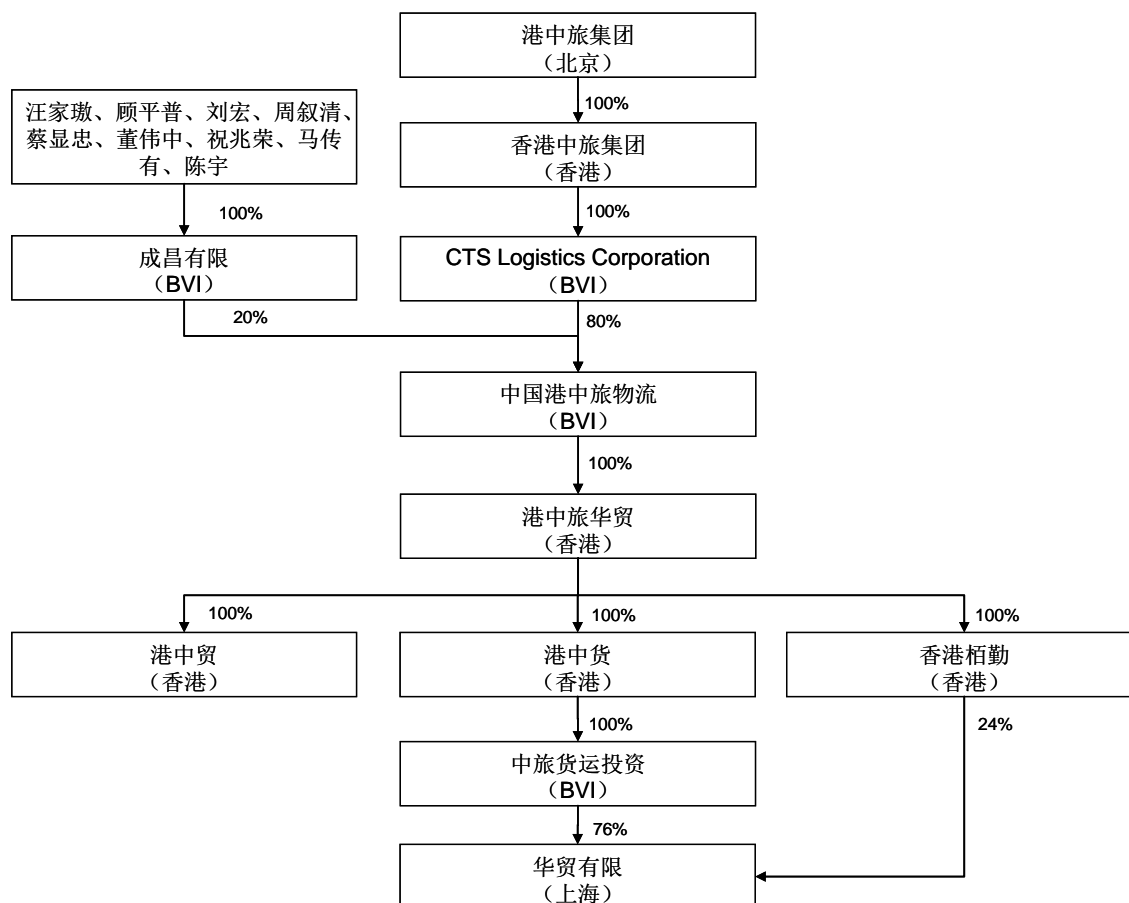 港中旅集团
（北京）
100%
汪家璈、顾平普、刘宏、周叙清、
蔡显忠、董伟中、祝兆荣、马传
有、陈宇
香港中旅集团
（香港）
100%
100%
成昌有限
（BVI）
CTS Logistics Corporation
（BVI）
20%
80%
中国港中旅物流
（BVI）
100%
港中旅华贸
（香港）
100%
100%
100%
港中贸
（香港）
港中货
（香港）
香港栢勤
（香港）
100%
24%
中旅货运投资
（BVI）
76%
华贸有限
（上海）